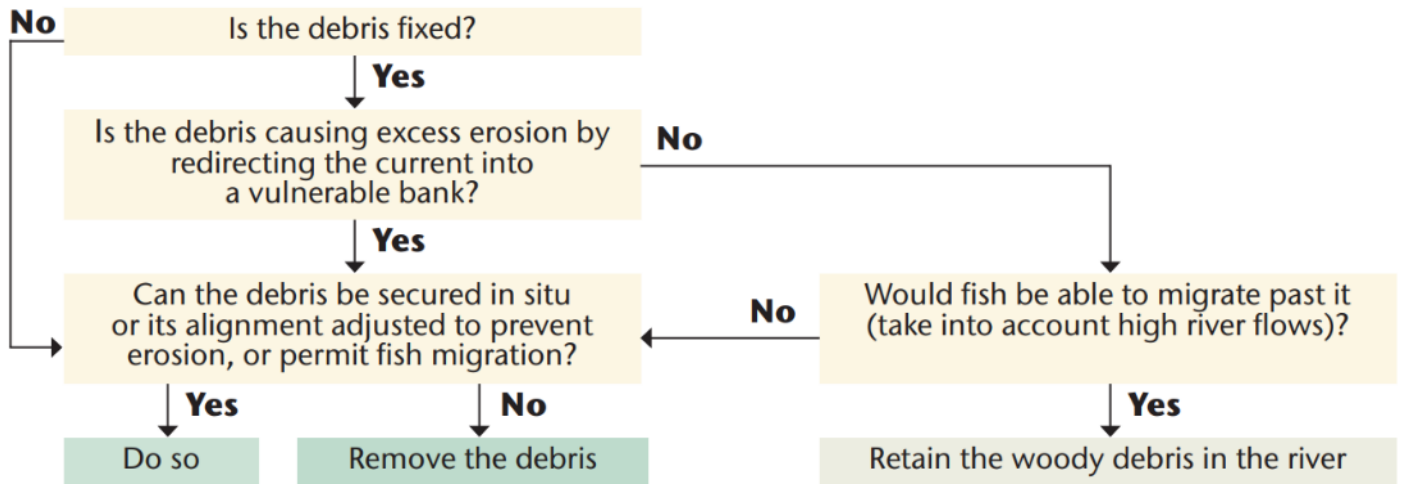 No
Is the debris fixed?
Yes
Is the debris causing excess erosion by
redirecting the current into
a vulnerable bank?
No
Yes
Can the debris be secured in situ
or its alignment adjusted to prevent
erosion, or permit fish migration?
No
Would fish be able to migrate past it
(take into account high river flows)?
Yes
No
Yes
Do so
Remove the debris
Retain the woody debris in the river